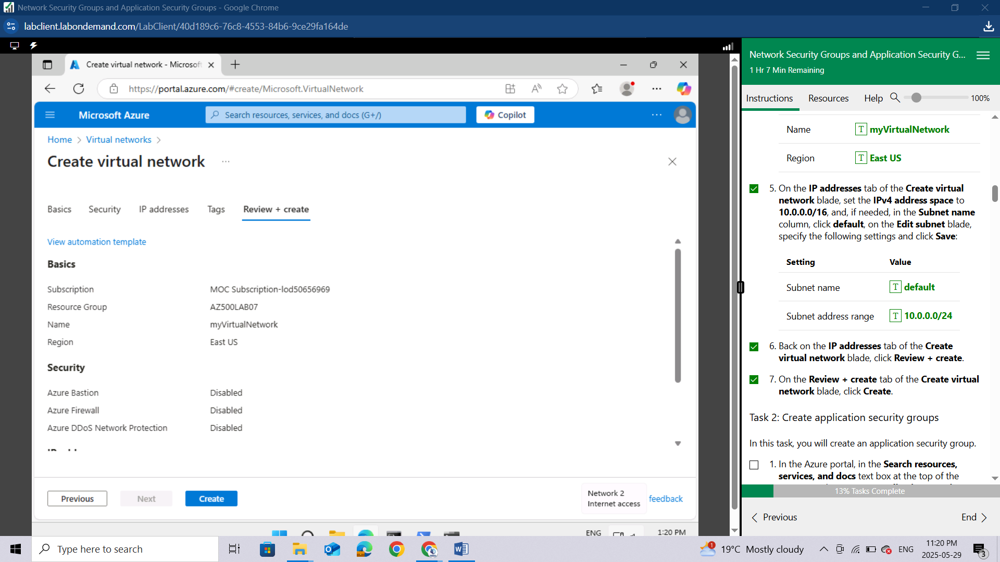 Network Security Groups and Application Security Groups - Google Chrome
labclient.labondemand.com/LabClient/40d189c6-76c8-4553-84b6-9ce29fa164de
Create virtual network - Microsoft
https://portal.azure.com/#create/Microsoft.VirtualNetwork
Microsoft Azure
Search resources, services, and docs (G+/)
Copilot
Home > Virtual networks >
Create virtual network
Basics
Security
IP addresses
Tags
Review + create
View automation template
Basics
Subscription MOC Subscription-lod50656969
Resource Group AZ500LAB07
Name myVirtualNetwork
Region East US
Security
Azure Bastion Disabled
Azure Firewall Disabled
Azure DDoS Network Protection Disabled
Previous
Next
Create
Network 2
Internet access
feedback
ENG
1:20 PM
Network Security Groups and Application Security G...
1 Hr 7 Min Remaining
Instructions
Resources
Help
100%
Name T myVirtualNetwork
Region T East US
5. On the IP addresses tab of the Create virtual
network blade, set the IPv4 address space to
10.0.0.0/16, and, if needed, in the Subnet name
column, click default, on the Edit subnet blade,
specify the following settings and click Save:
Setting Value
Subnet name T default
Subnet address range T 10.0.0.0/24
6. Back on the IP addresses tab of the Create
virtual network blade, click Review + create.
7. On the Review + create tab of the Create virtual
network blade, click Create.
Task 2: Create application security groups
In this task, you will create an application security group.
1. In the Azure portal, in the Search resources,
services, and docs text box at the top of the
13% Tasks Complete
Previous
End
Type here to search
1
19°C Mostly cloudy
ENG
11:20 PM
2025-05-29
3